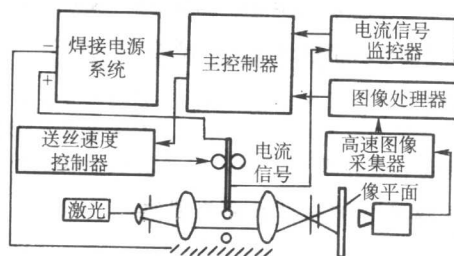 焊接电源
系统
主控制器
电流信号
监控器
图像处理器
送丝速度
控制器
电流
信号
高速图像
采集器
像平面
激光
−
+